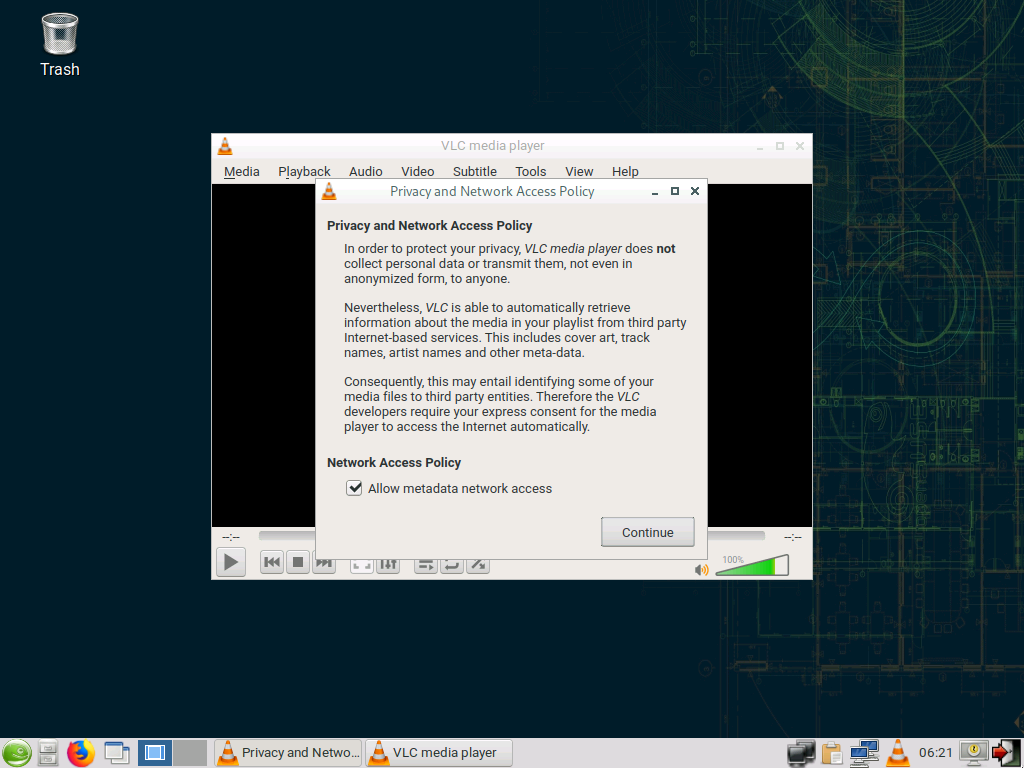 Trash
VLC media player
Media Playback Audio Video Subtitle Tools View Help
Privacy and Network Access Policy
Privacy and Network Access Policy
In order to protect your privacy, VLC media player does not
collect personal data or transmit them, not even in
anonymized form, to anyone.
Nevertheless, VLC is able to automatically retrieve
information about the media in your playlist from third party
Internet-based services. This includes cover art, track
names, artist names and other meta-data.
Consequently, this may entail identifying some of your
media files to third party entities. Therefore the VLC
developers require your express consent for the media
player to access the Internet automatically.
Network Access Policy
Allow metadata network access
Continue
--:-- --:--
100%
Privacy and Netwo... VLC media player 06:21